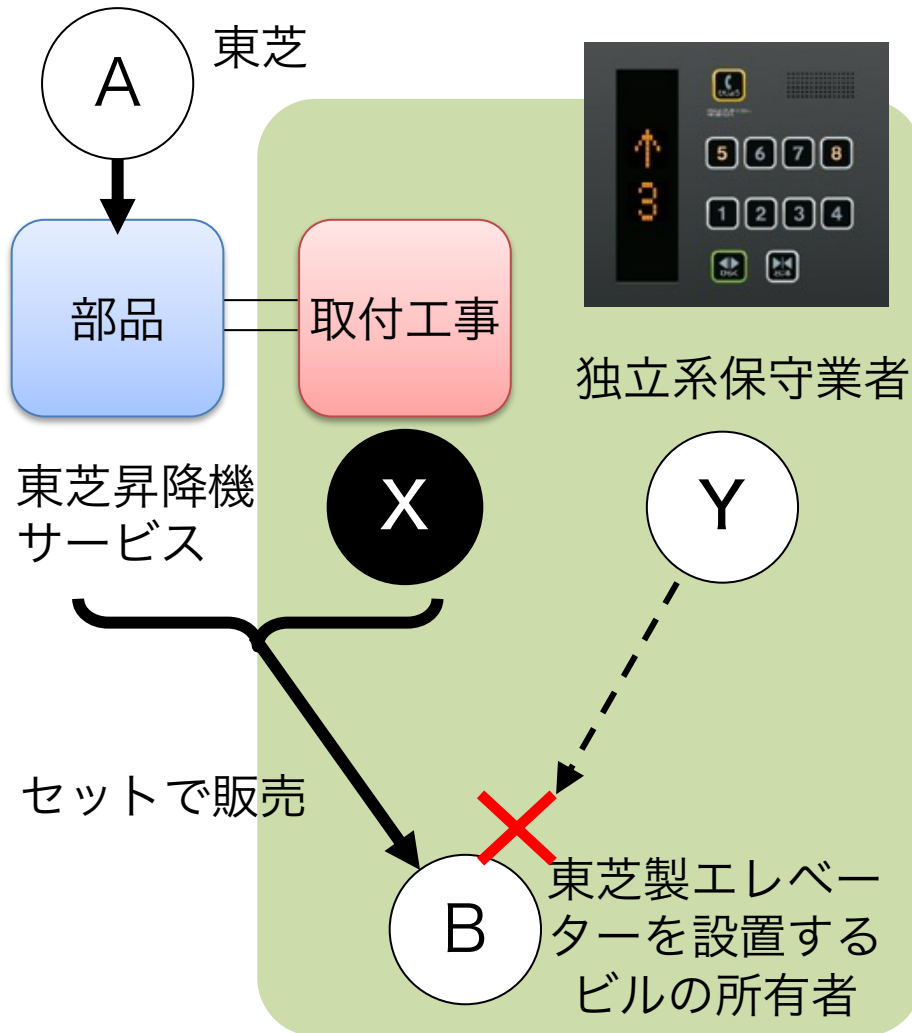 A
東芝
部品
取付工事
↑
3
5 6 7 8
1 2 3 4
独立系保守業者
東芝昇降機
サービス
X
Y
セットで販売
B
東芝製エレベー
ターを設置する
ビルの所有者